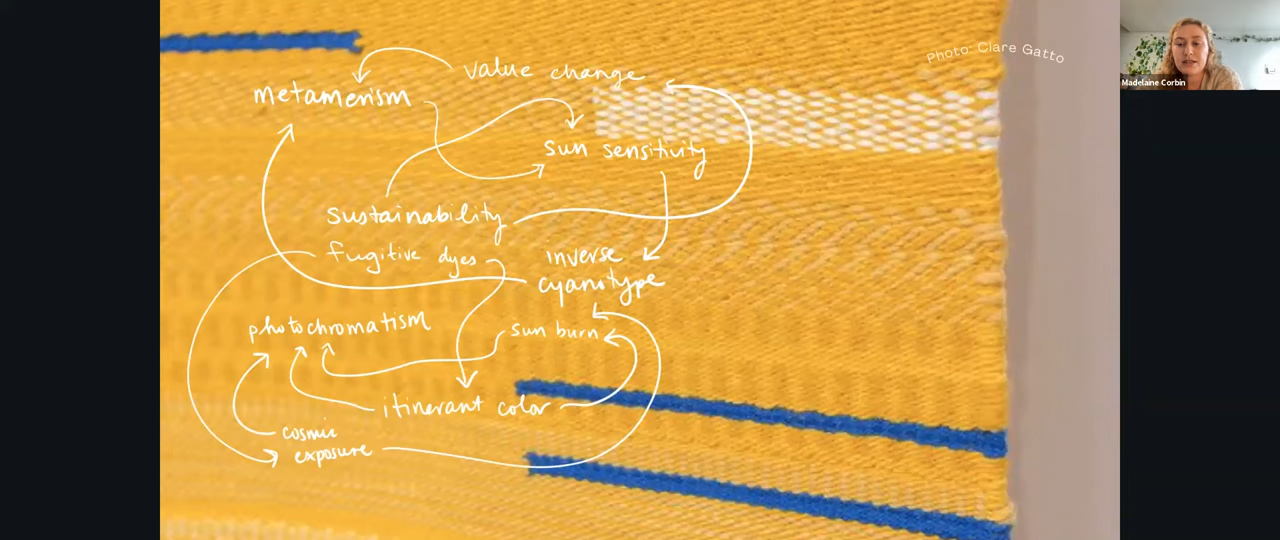 Photo: Clare Gatto
Madelaine Corbin
value change
metamerism
sun sensitivity
sustainability
fugitive dyes
inverse
cyanotype
photochromatism
sun burn
itinerant color
cosmic
exposure